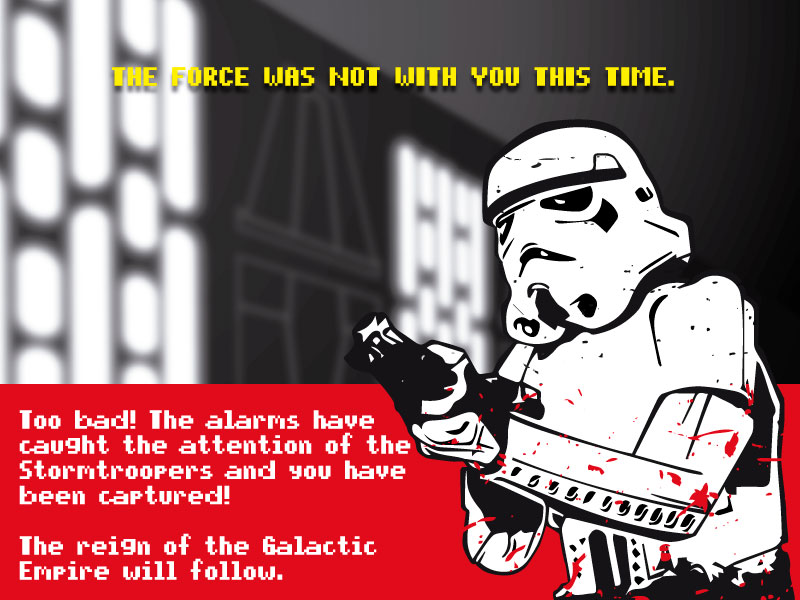 THE FORCE WAS NOT WITH YOU THIS TIME.
Too bad! The alarms have
caught the attention of the
Stormtroopers and you have
been captured!
The reign of the Galactic
Empire will follow.